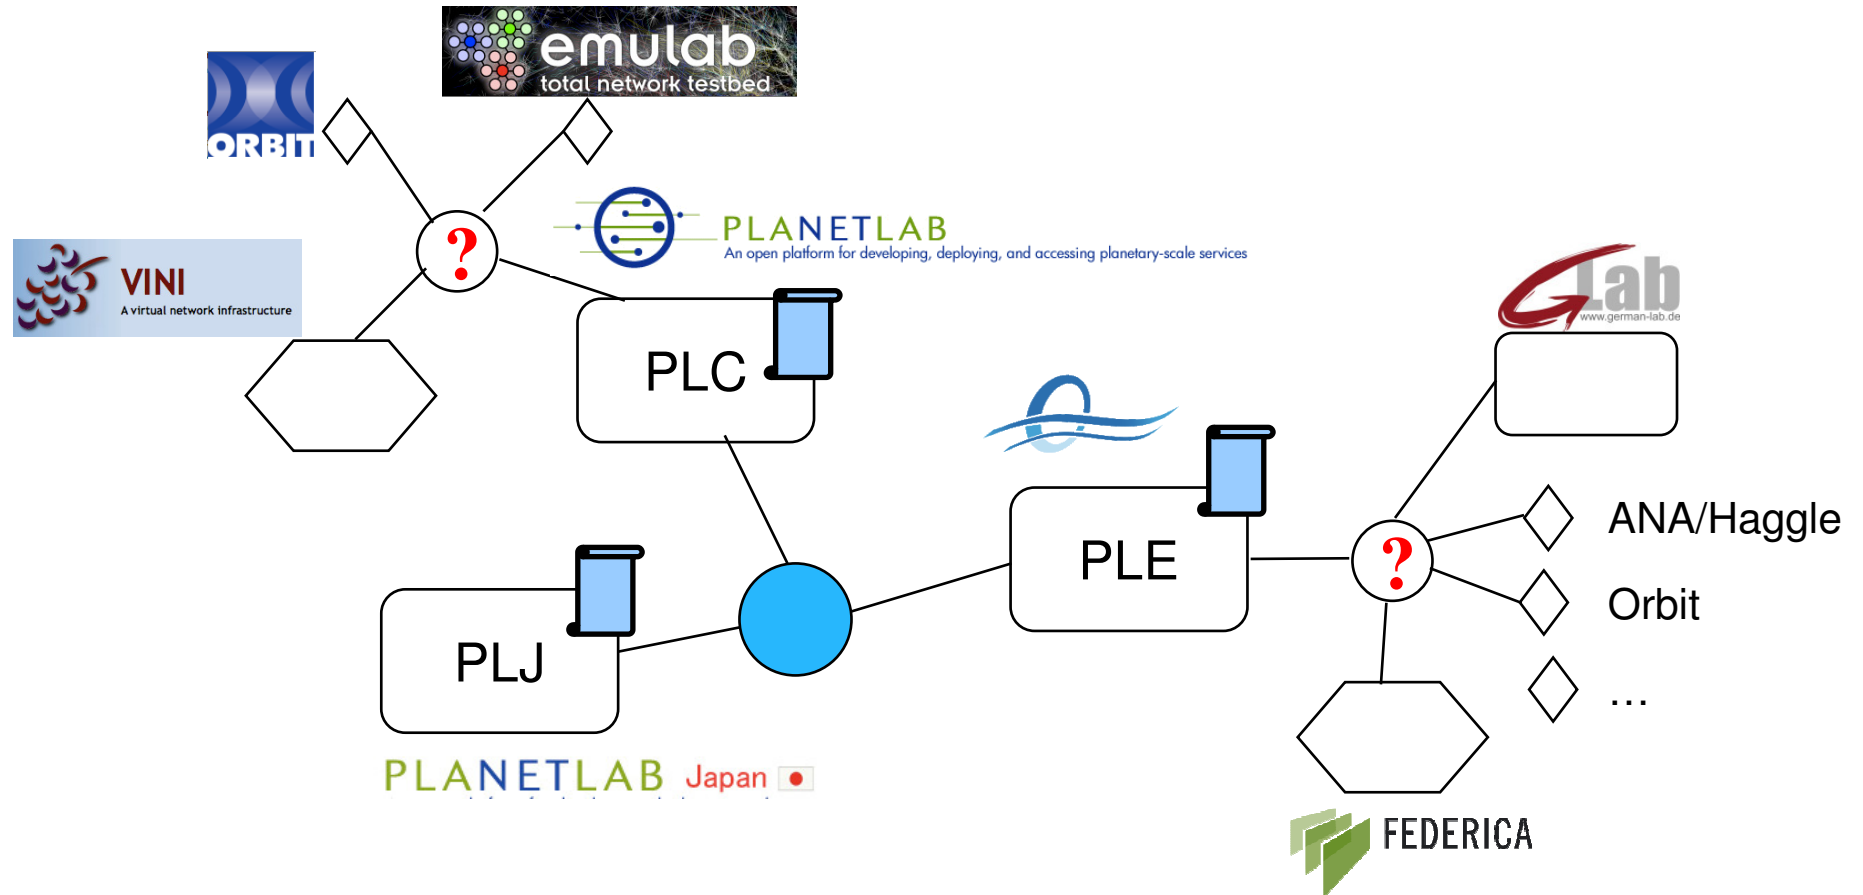 emulab
total network testbed
ORBIT
PLANETLAB
An open platform for developing, deploying, and accessing planetary-scale services
?
VINI
A virtual network infrastructure
Lab
www.german-lab.de
PLC
ANA/Haggle
PLE
?
Orbit
PLJ
...
PLANETLAB Japan
FEDERICA